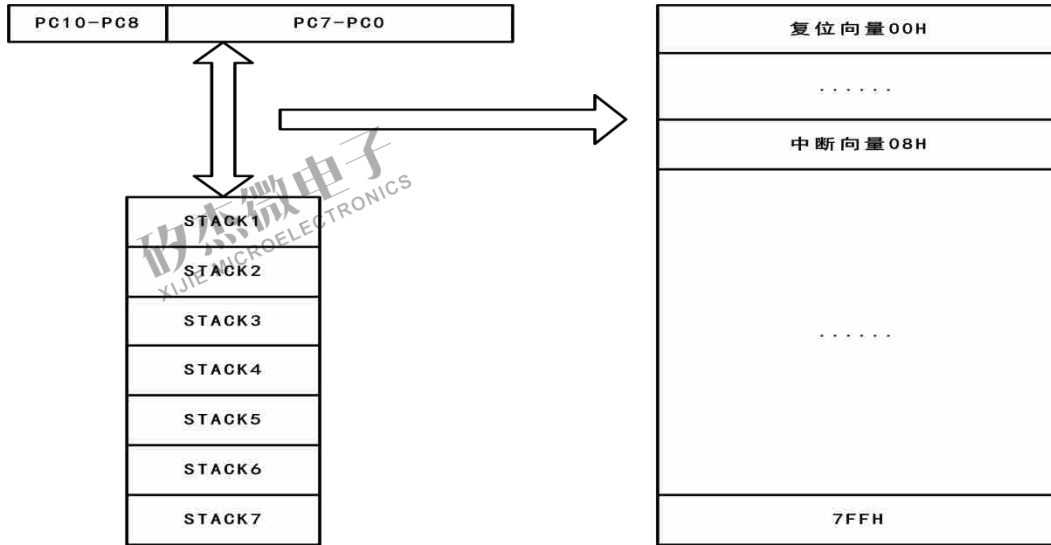 PC10-PC8
PC7-PC0
STACK1
STACK2
STACK3
STACK4
STACK5
STACK6
STACK7
复位向量00H
......
中断向量08H
......
7FFH
矽杰微电子
XIJIE MICROELECTRONICS